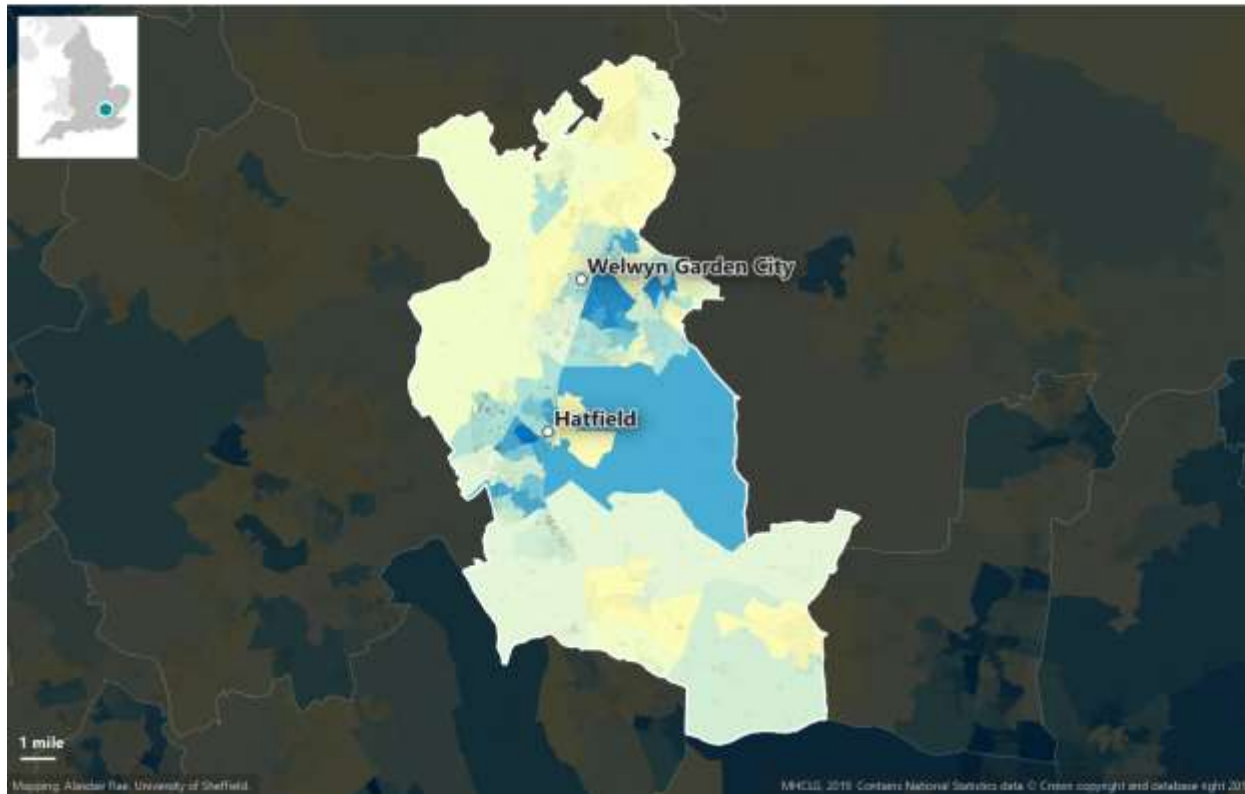 Welwyn Garden City
Hatfield
1 mile
Mapping: Alasdair Rae, University of Sheffield.
MHCLG, 2019. Contains National Statistics data. © Crown copyright and database right